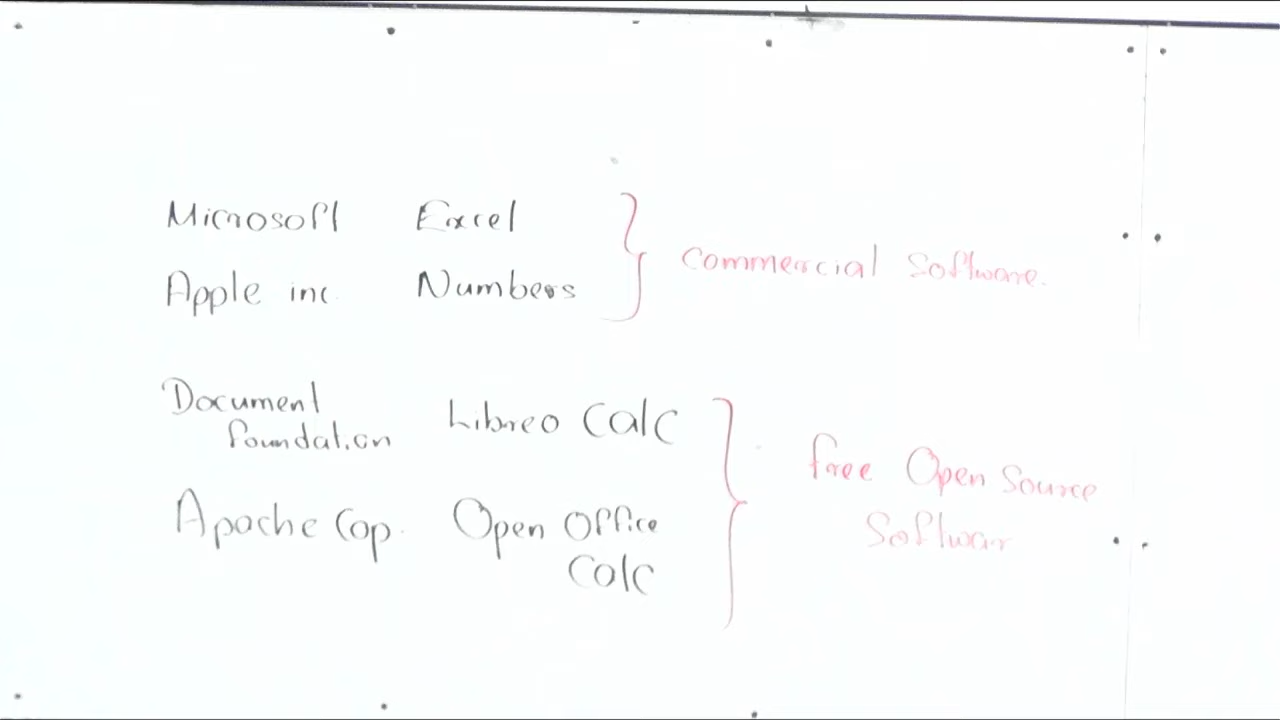 Microsoft Excel
Apple inc. Numbers
Commercial Software.
Document
foundation
Libreo Calc
Apache Cop. Open Office
Calc
free Open Source
Softwar